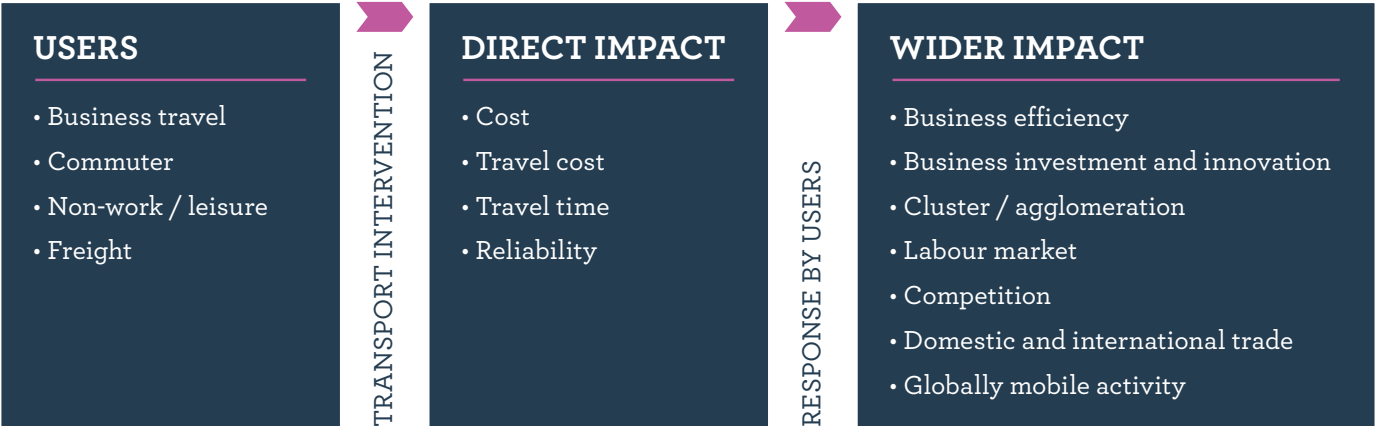 USERS
• Business travel
• Commuter
• Non-work / leisure
• Freight
TRANSPORT INTERVENTION
DIRECT IMPACT
• Cost
• Travel cost
• Travel time
• Reliability
RESPONSE BY USERS
WIDER IMPACT
• Business efficiency
• Business investment and innovation
• Cluster / agglomeration
• Labour market
• Competition
• Domestic and international trade
• Globally mobile activity